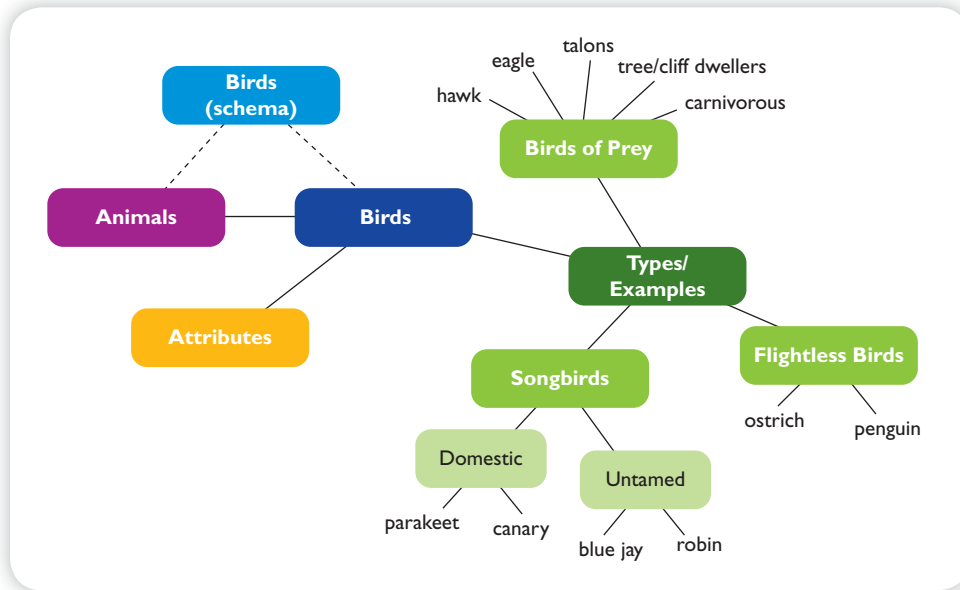 talons
eagle
tree/cliff dwellers
hawk
carnivorous
Birds
(schema)
Birds of Prey
Animals
Birds
Types/
Examples
Attributes
Flightless Birds
Songbirds
ostrich
penguin
Domestic
Untamed
parakeet
canary
blue jay
robin